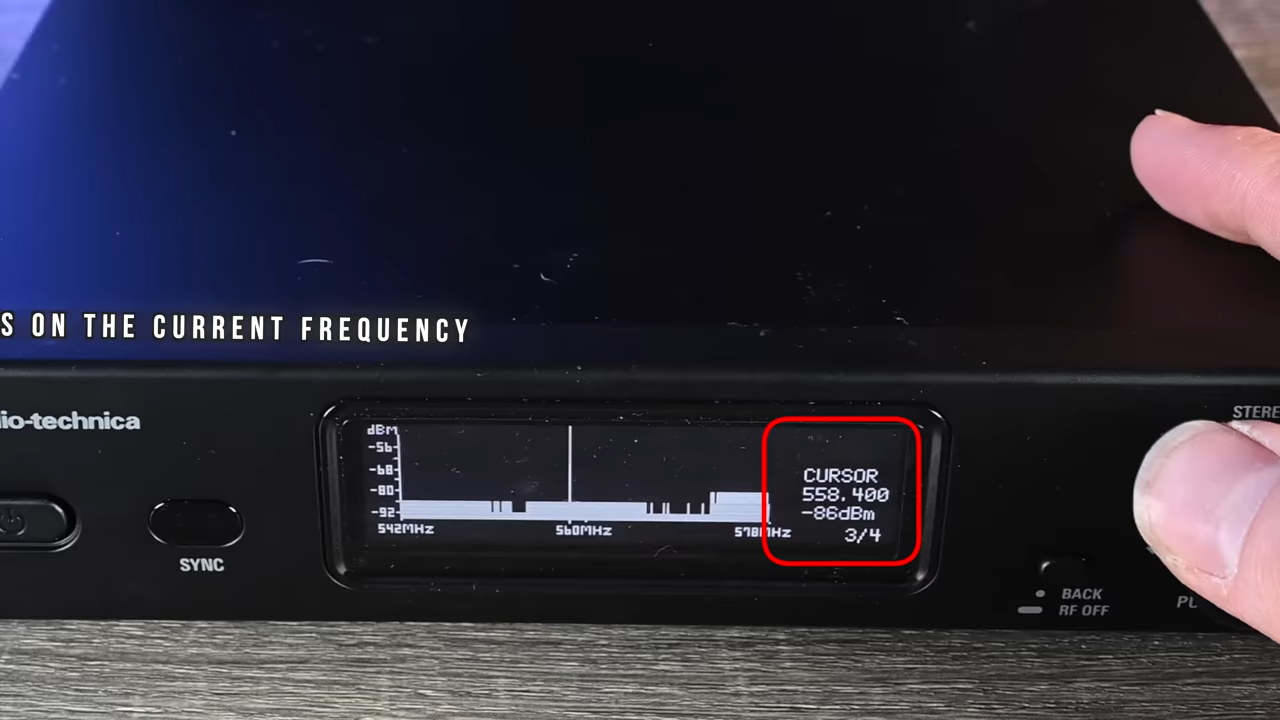 S ON THE CURRENT FREQUENCY
io-technica
SYNC
dBm
-56
-68
-80
-92
542MHz
560MHz
578MHz
CURSOR
558.400
-86dBm
3/4
STERE
BACK
RF OFF